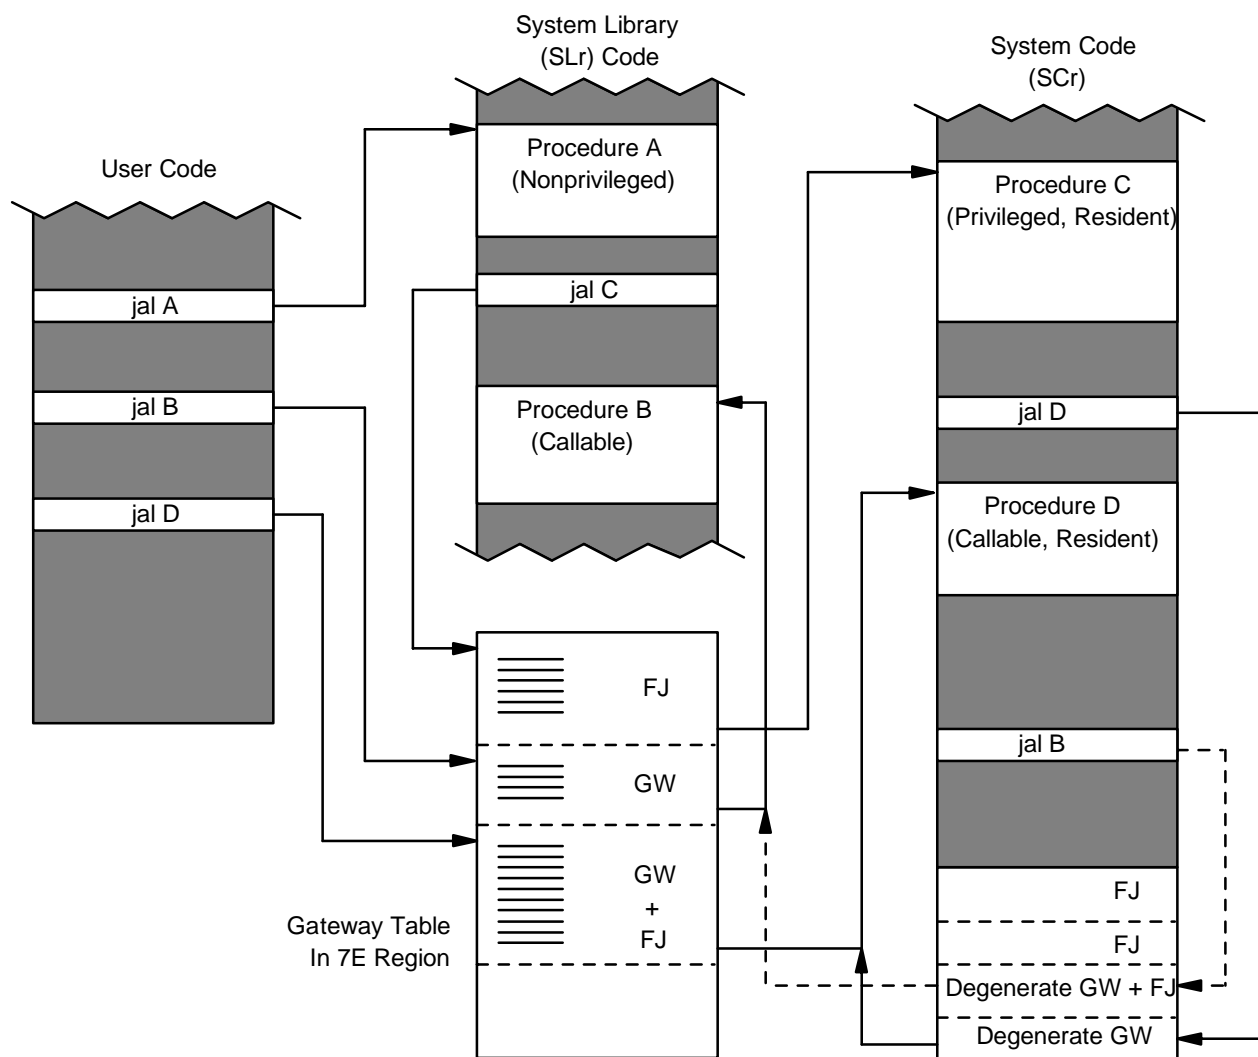 System Library
(SLr) Code
System Code
(SCr)
User Code
Procedure A
(Nonprivileged)
Procedure C
(Privileged, Resident)
jal A
jal C
jal B
Procedure B
(Callable)
jal D
jal D
Procedure D
(Callable, Resident)
FJ
jal B
GW
GW
+
FJ
Gateway Table
In 7E Region
FJ
FJ
Degenerate GW + FJ
Degenerate GW